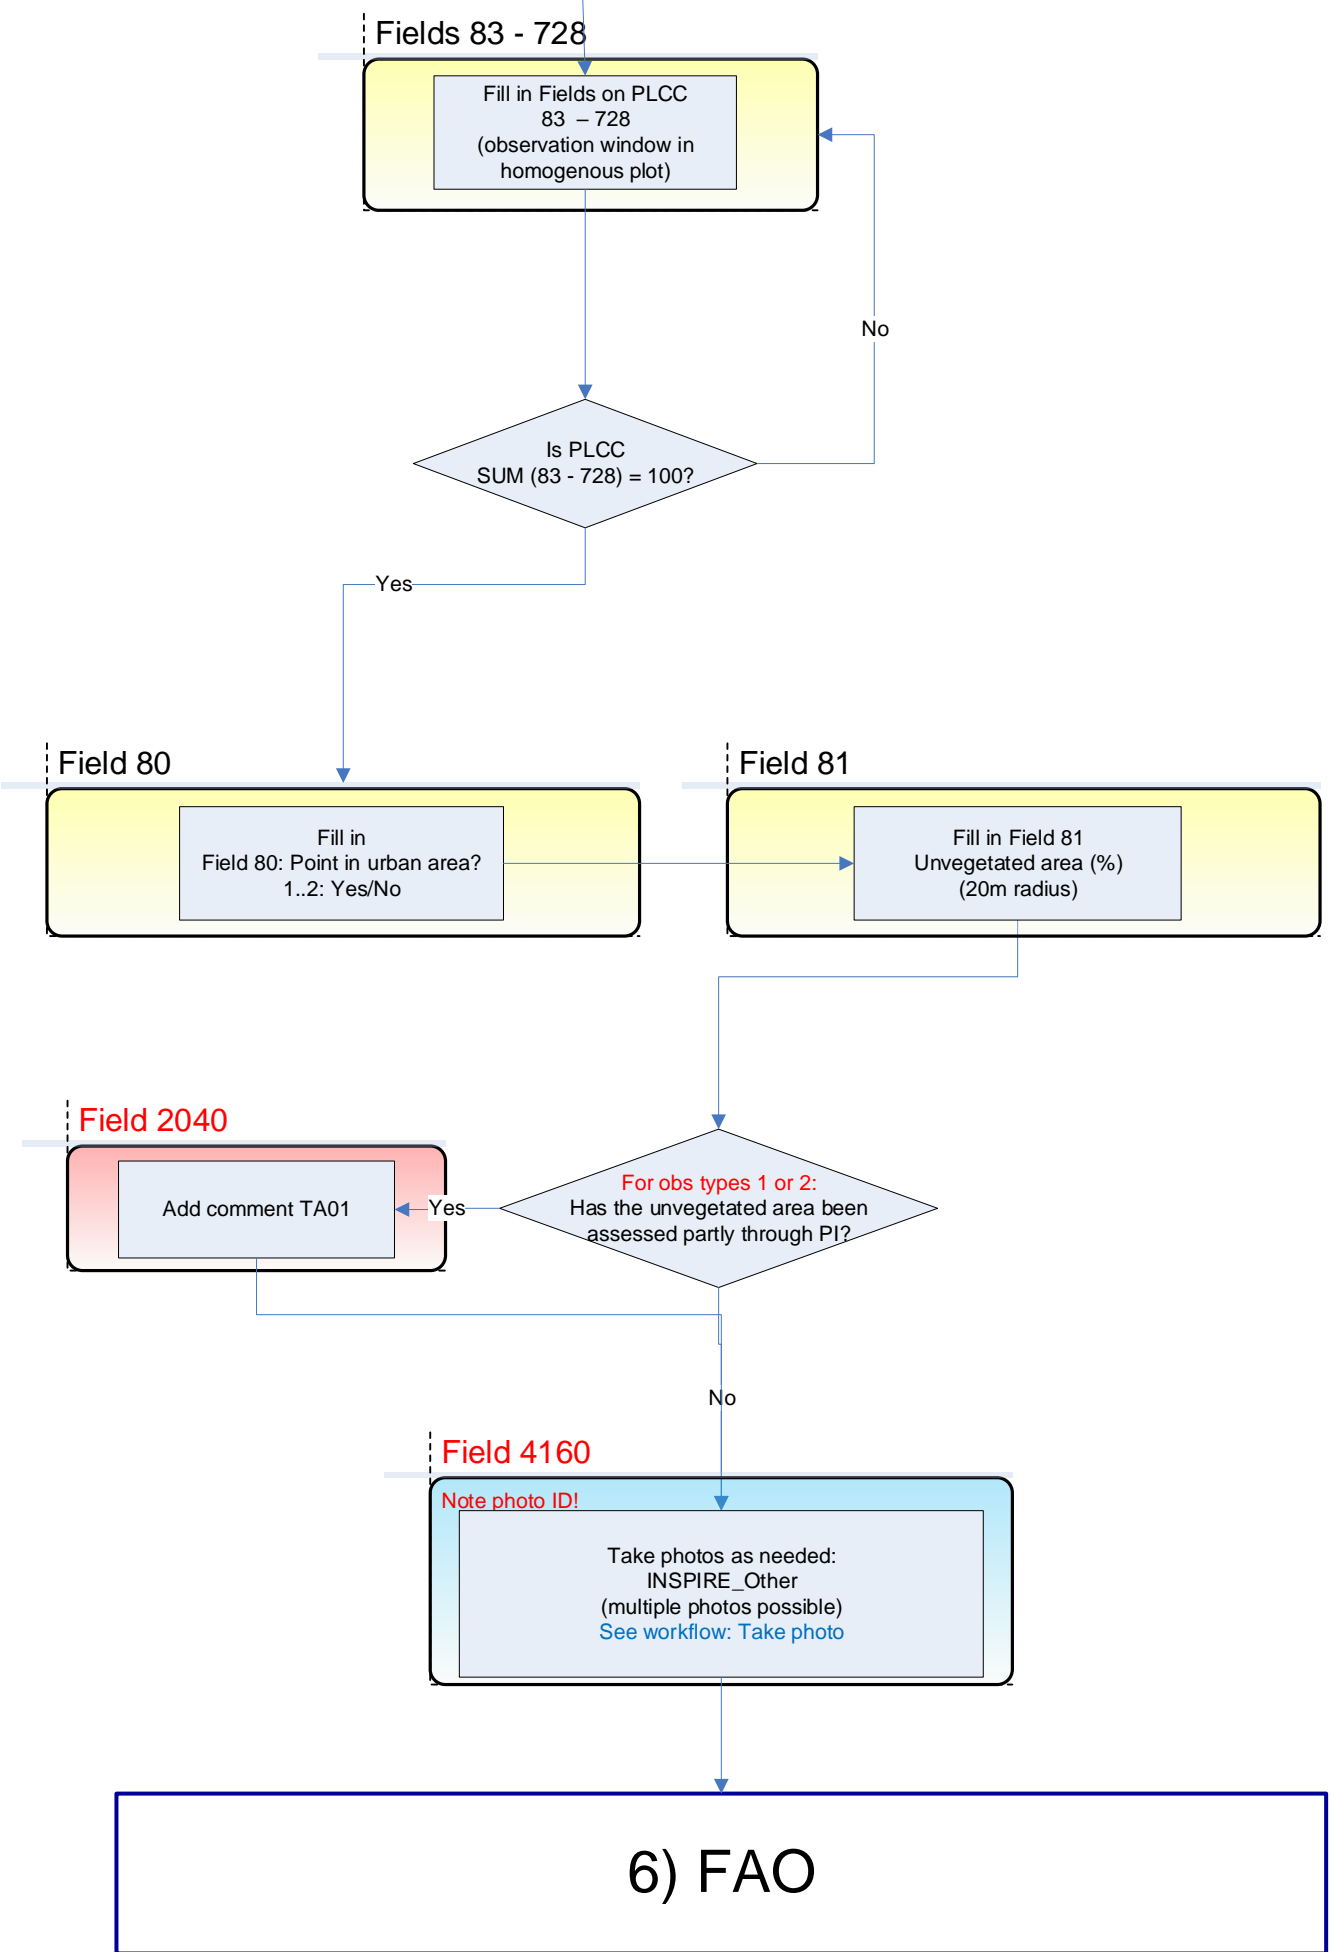 Fields 83 - 728
Fill in Fields on PLCC
83 – 728
(observation window in
homogenous plot)
No
Is PLCC
SUM (83 - 728) = 100?
Yes
Field 80
Fill in
Field 80: Point in urban area?
1..2: Yes/No
Field 81
Fill in Field 81
Unvegetated area (%)
(20m radius)
Field 2040
Add comment TA01
Yes
For obs types 1 or 2:
Has the unvegetated area been
assessed partly through PI?
No
Field 4160
Note photo ID!
Take photos as needed:
INSPIRE_Other
(multiple photos possible)
See workflow: Take photo
6) FAO